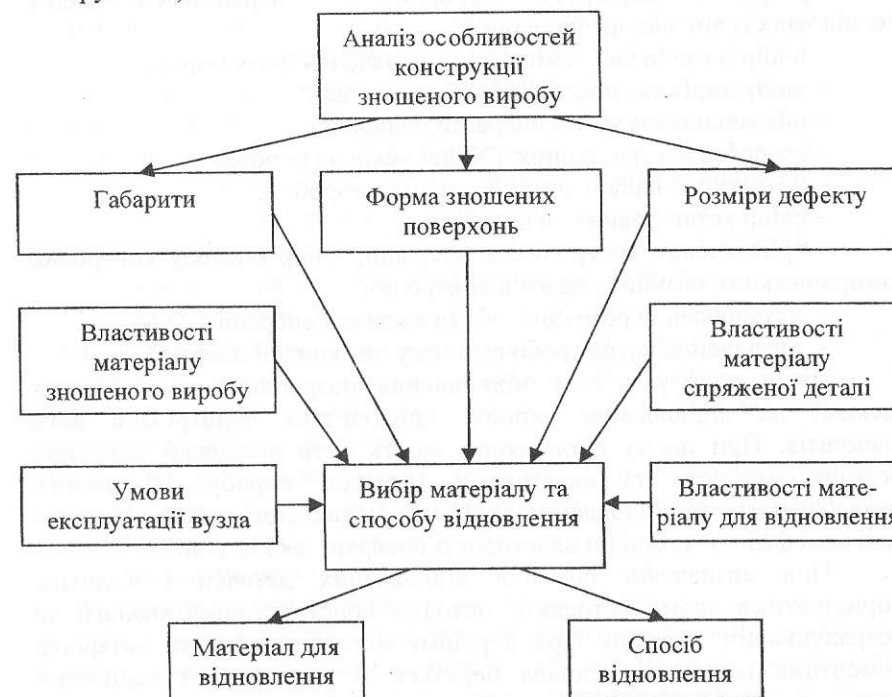 Аналіз особливостей
конструкції
зношеного виробу
Габарити
Форма зношених
поверхонь
Розміри дефекту
Властивості
матеріалу
зношеного виробу
Властивості
матеріалу
спряженої деталі
Умови
експлуатації вузла
Вибір матеріалу та
способу відновлення
Властивості мате-
ріалу для відновлення
Матеріал для
відновлення
Спосіб
відновлення